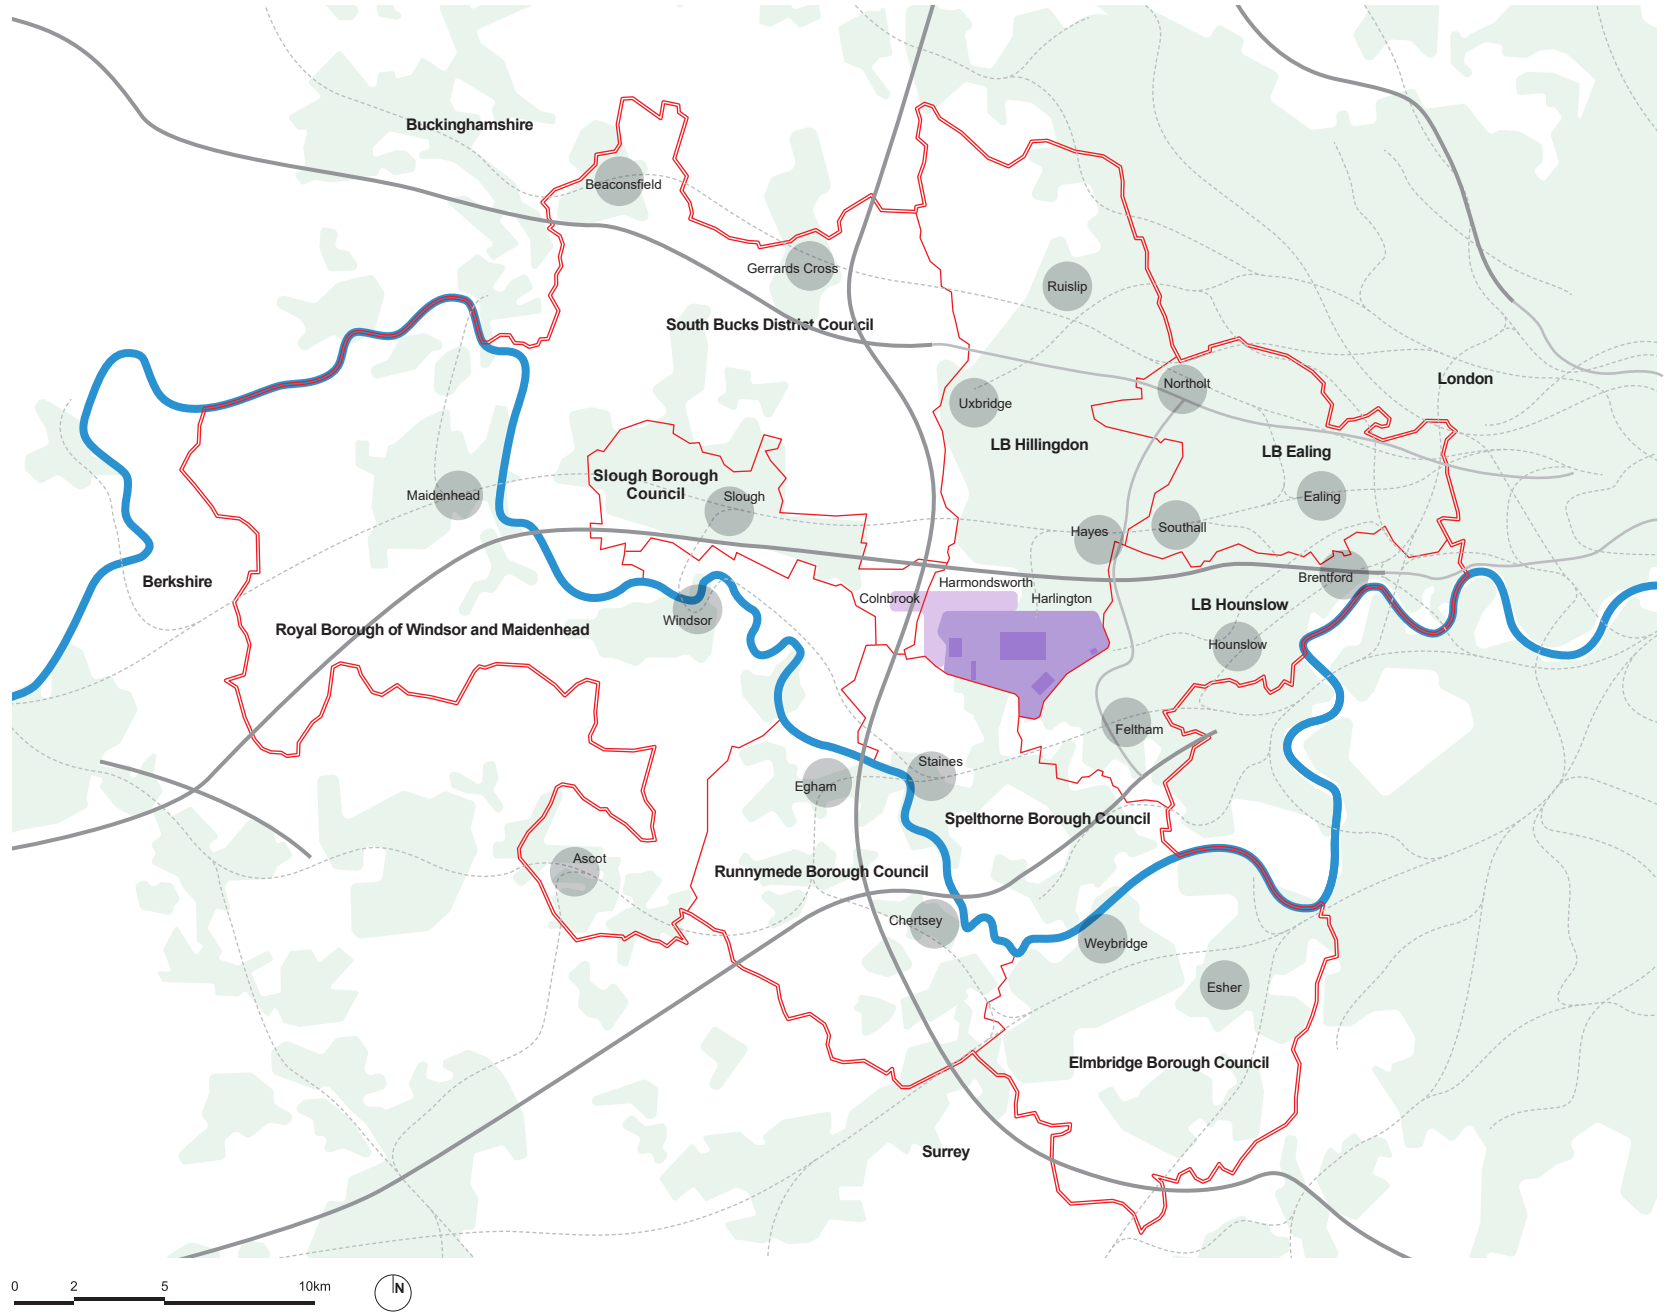 Buckinghamshire
Beaconsfield
Gerrards Cross
Ruislip
South Bucks District Council
London
Northolt
Uxbridge
LB Hillingdon
LB Ealing
Slough Borough
Council
Maidenhead
Slough
Ealing
Hayes
Southall
Berkshire
Harmondsworth
Brentford
Colnbrook
Harlington
LB Hounslow
Windsor
Royal Borough of Windsor and Maidenhead
Hounslow
Feltham
Staines
Egham
Spelthorne Borough Council
Ascot
Runnymede Borough Council
Chertsey
Weybridge
Esher
Elmbridge Borough Council
Surrey
0 2 5 10km
N